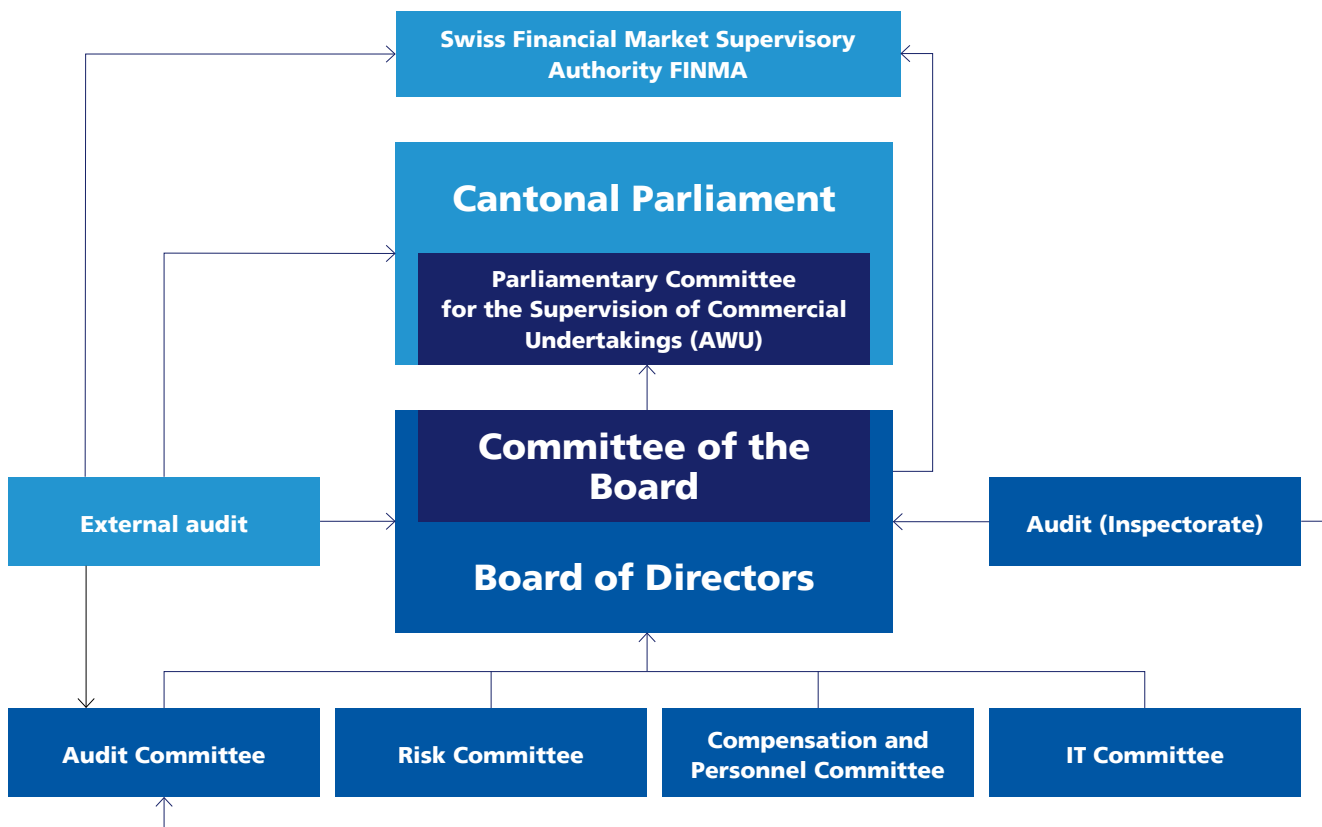 Swiss Financial Market Supervisory
Authority FINMA
Cantonal Parliament
Parliamentary Committee
for the Supervision of Commercial
Undertakings (AWU)
Committee of the
Board
External audit
Audit (Inspectorate)
Board of Directors
Audit Committee
Risk Committee
Compensation and
Personnel Committee
IT Committee